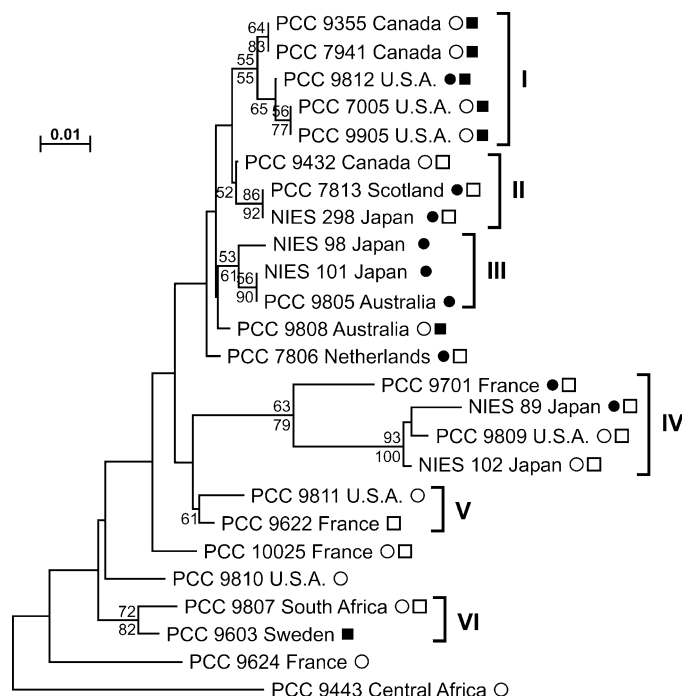 64
PCC 9355 Canada
83
PCC 7941 Canada
55
55
PCC 9812 U.S.A.
I
65
56
PCC 7005 U.S.A.
77
PCC 9905 U.S.A.
0.01
PCC 9432 Canada
52
86
PCC 7813 Scotland
II
92
NIES 298 Japan
53
NIES 98 Japan
61
56
NIES 101 Japan
III
90
PCC 9805 Australia
PCC 9808 Australia
PCC 7806 Netherlands
PCC 9701 France
63
79
NIES 89 Japan
IV
93
PCC 9809 U.S.A.
100
NIES 102 Japan
PCC 9811 U.S.A.
V
61
PCC 9622 France
PCC 10025 France
PCC 9810 U.S.A.
72
PCC 9807 South Africa
VI
82
PCC 9603 Sweden
PCC 9624 France
PCC 9443 Central Africa